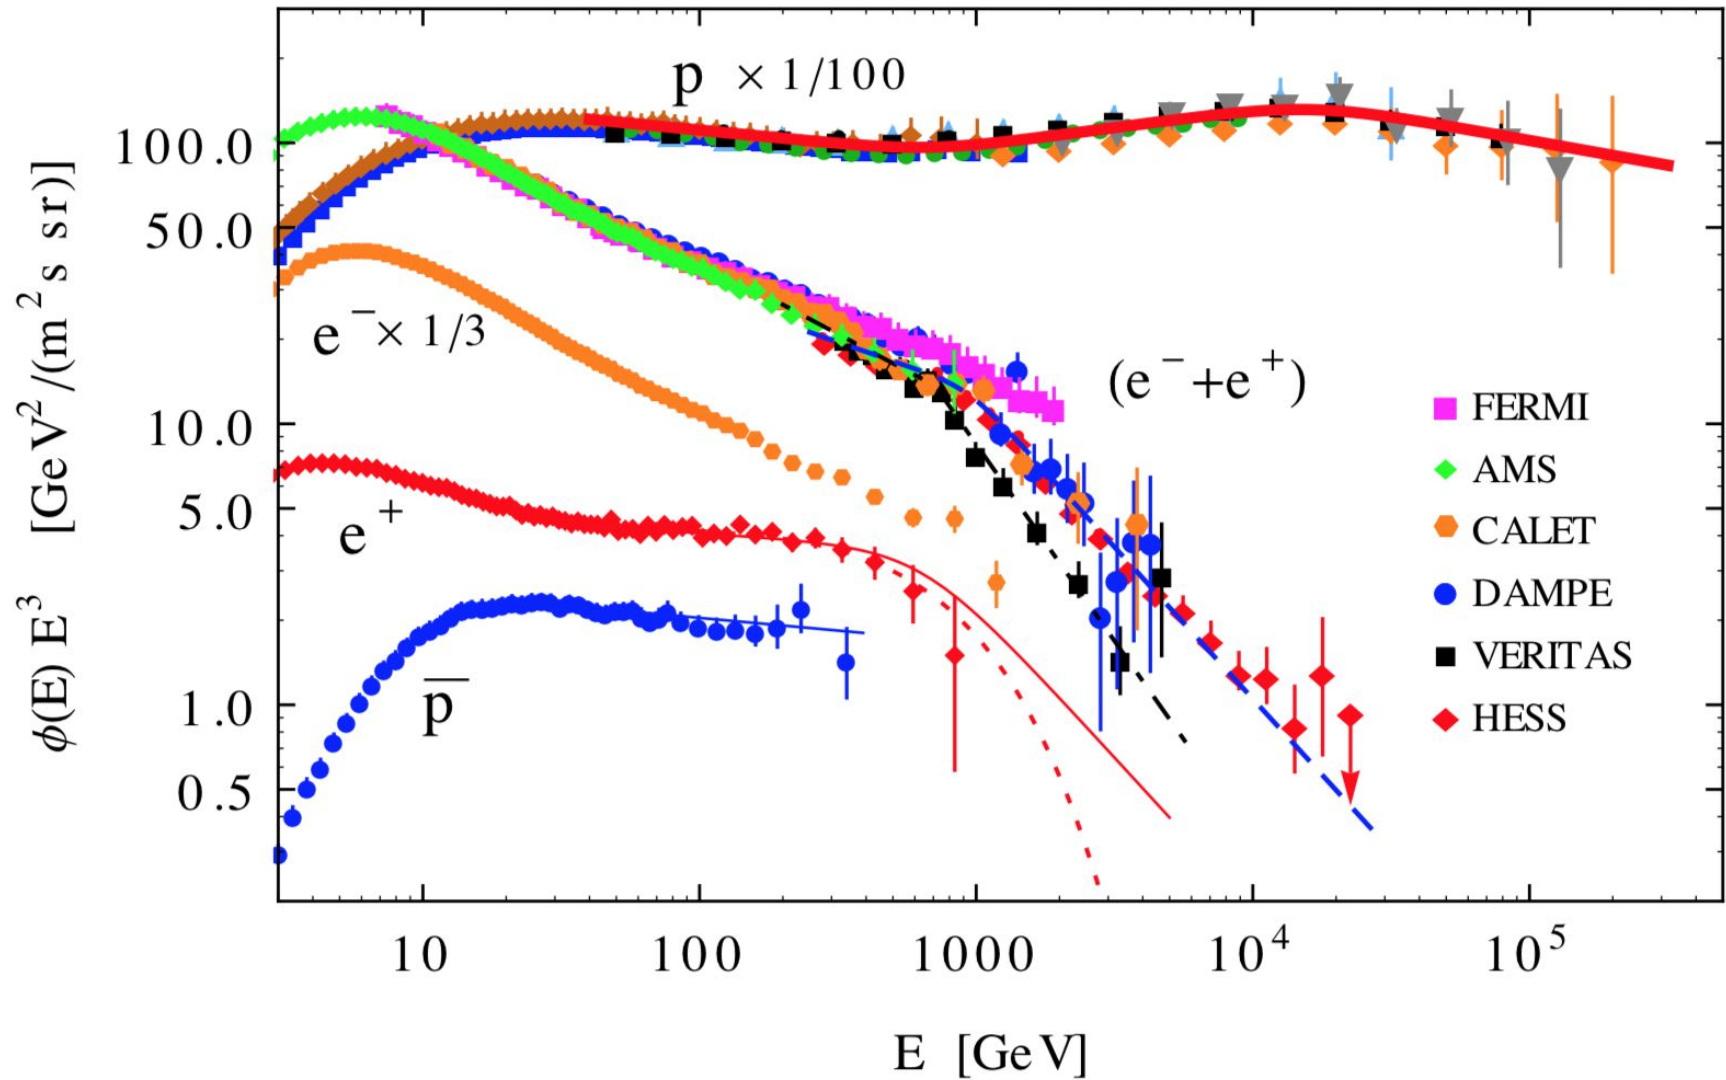 p × 1/100
100.0
50.0
10.0
5.0
1.0
0.5
ϕ(E) E³ [GeV²/(m² s sr)]
e⁻× 1/3
e⁺
p̅
(e⁻+e⁺)
FERMI
AMS
CALET
DAMPE
VERITAS
HESS
10
100
1000
10⁴
10⁵
E [GeV]